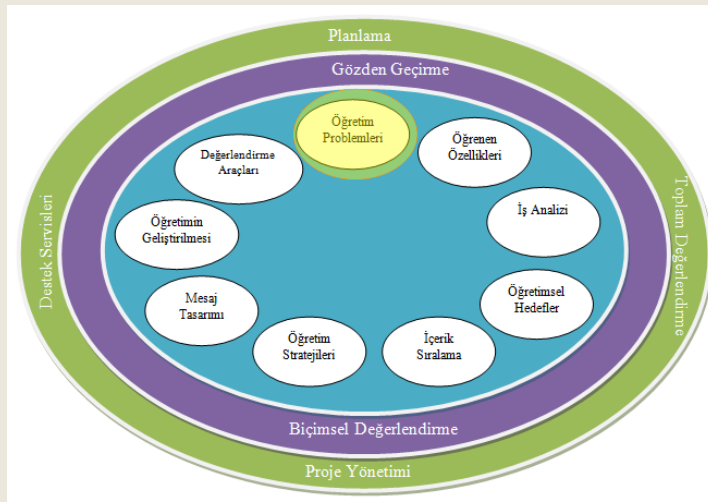 Planlama
Gözden Geçirme
Öğretim
Problemleri
Öğrenen
Özellikleri
İş Analizi
Öğretimsel
Hedefler
İçerik
Sıralama
Öğretim
Stratejileri
Mesaj
Tasarımı
Öğretimin
Geliştirilmesi
Değerlendirme
Araçları
Destek Servisleri
Toplam Değerlendirme
Biçimsel Değerlendirme
Proje Yönetimi